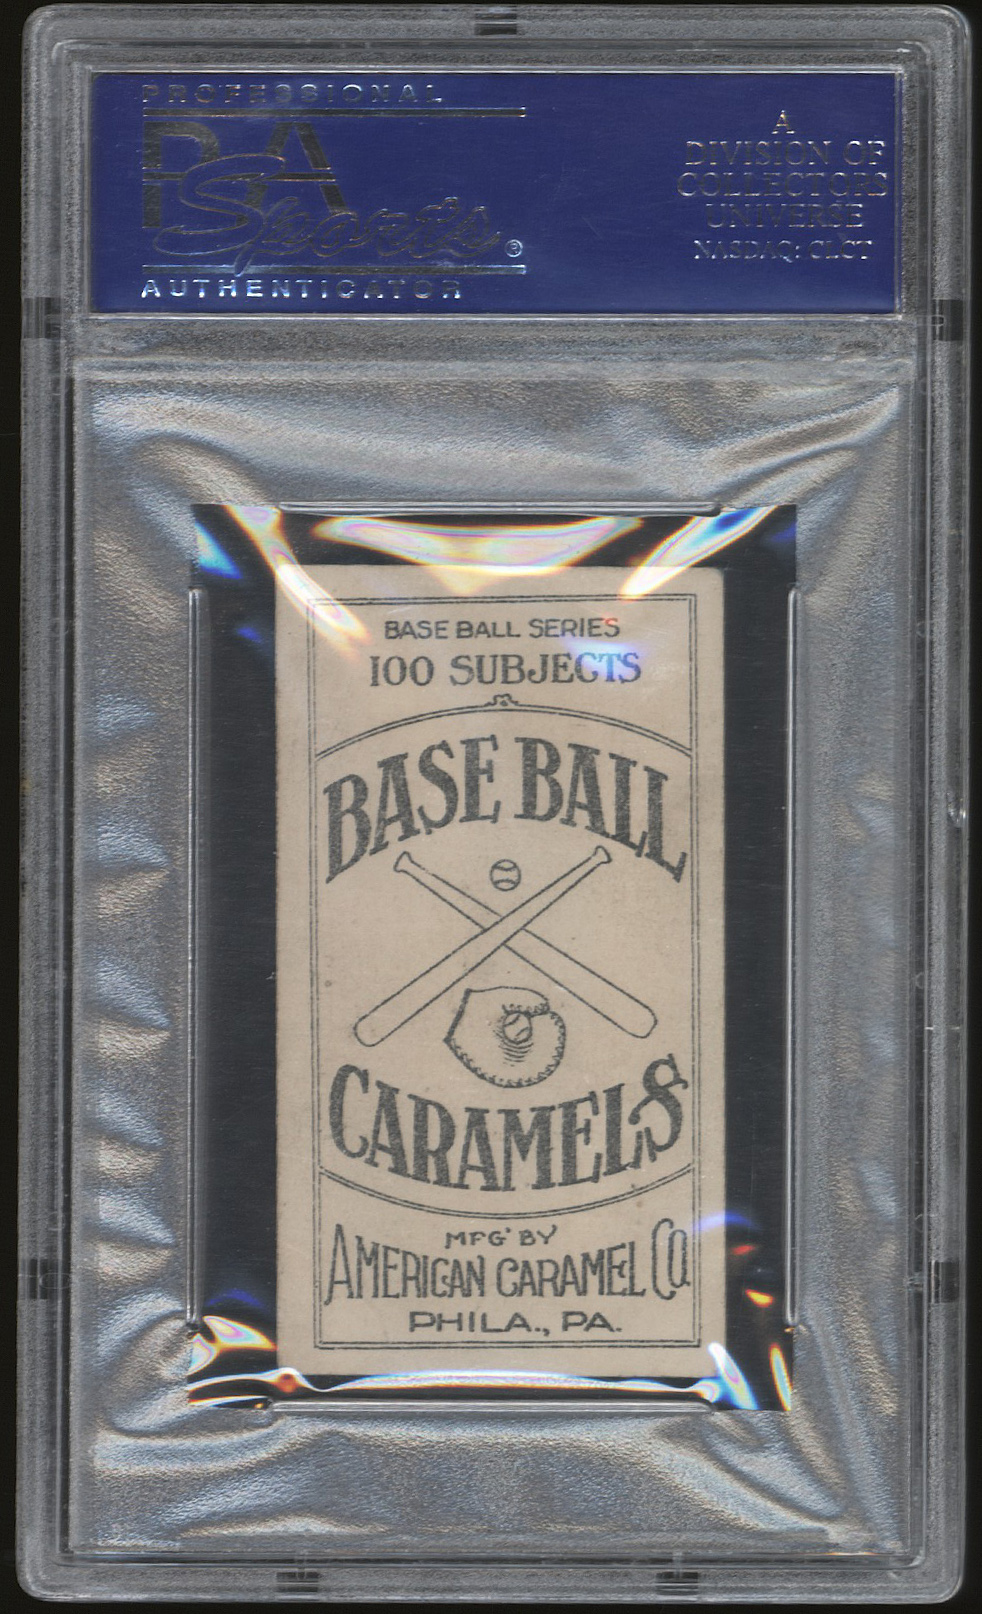 PROFESSIONAL
PSA
Sports®
AUTHENTICATOR
A
DIVISION OF
COLLECTORS
UNIVERSE
NASDAQ: CLCT
BASE BALL SERIES
100 SUBJECTS
BASE BALL
CARAMELS
MFG' BY
AMERICAN CARAMEL CO.
PHILA., PA.